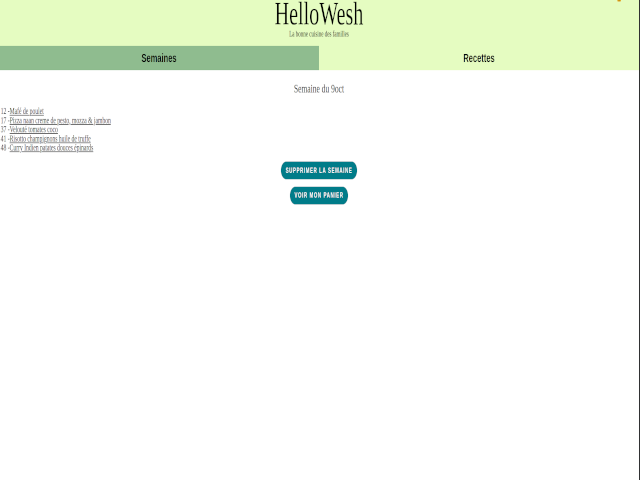 HelloWesh
La bonne cuisine des familles
Semaines
Recettes
Semaine du 9oct
12 -Mafé de poulet
17 -Pizza naan creme de pesto, mozza & jambon
37 -Velouté tomates coco
41 -Risotto champignons huile de truffe
48 -Curry Indien patates douces épinards
SUPPRIMER LA SEMAINE
VOIR MON PANIER